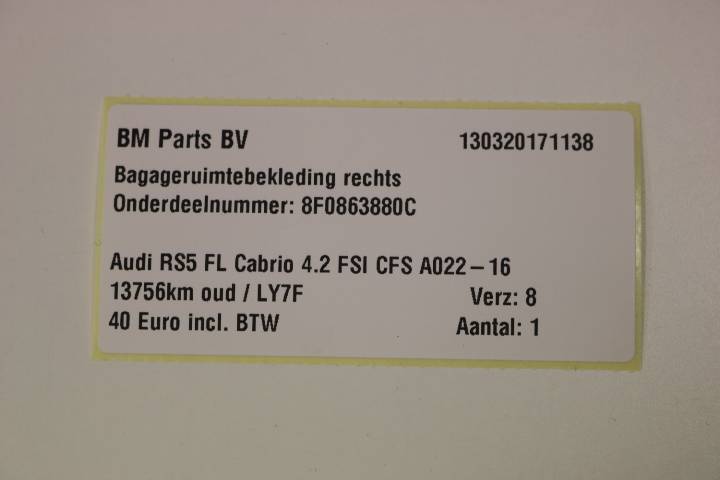 BM Parts BV 130320171138
Bagageruimtebekleding rechts
Onderdeelnummer: 8F0863880C
Audi RS5 FL Cabrio 4.2 FSI CFS A022-16
13756km oud / LY7F Verz: 8
40 Euro incl. BTW Aantal: 1